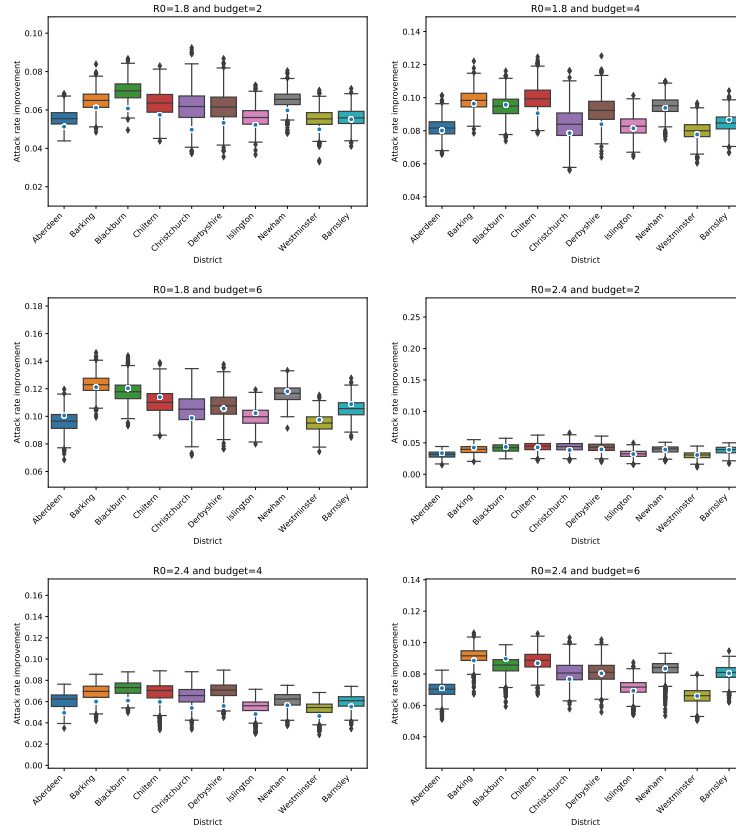 R0=1.8 and budget=2
Attack rate improvement
0.10
0.08
0.06
0.04
0.02
Aberdeen
Barking
Blackburn
Chiltern
Christchurch
Derbyshire
Islington
Newham
Westminster
Barnsley
District
R0=1.8 and budget=4
Attack rate improvement
0.14
0.12
0.10
0.08
0.06
0.04
Aberdeen
Barking
Blackburn
Chiltern
Christchurch
Derbyshire
Islington
Newham
Westminster
Barnsley
District
R0=1.8 and budget=6
Attack rate improvement
0.18
0.16
0.14
0.12
0.10
0.08
0.06
Aberdeen
Barking
Blackburn
Chiltern
Christchurch
Derbyshire
Islington
Newham
Westminster
Barnsley
District
R0=2.4 and budget=2
Attack rate improvement
0.25
0.20
0.15
0.10
0.05
0.00
Aberdeen
Barking
Blackburn
Chiltern
Christchurch
Derbyshire
Islington
Newham
Westminster
Barnsley
District
R0=2.4 and budget=4
Attack rate improvement
0.16
0.14
0.12
0.10
0.08
0.06
0.04
0.02
0.00
Aberdeen
Barking
Blackburn
Chiltern
Christchurch
Derbyshire
Islington
Newham
Westminster
Barnsley
District
R0=2.4 and budget=6
Attack rate improvement
0.14
0.12
0.10
0.08
0.06
0.04
Aberdeen
Barking
Blackburn
Chiltern
Christchurch
Derbyshire
Islington
Newham
Westminster
Barnsley
District